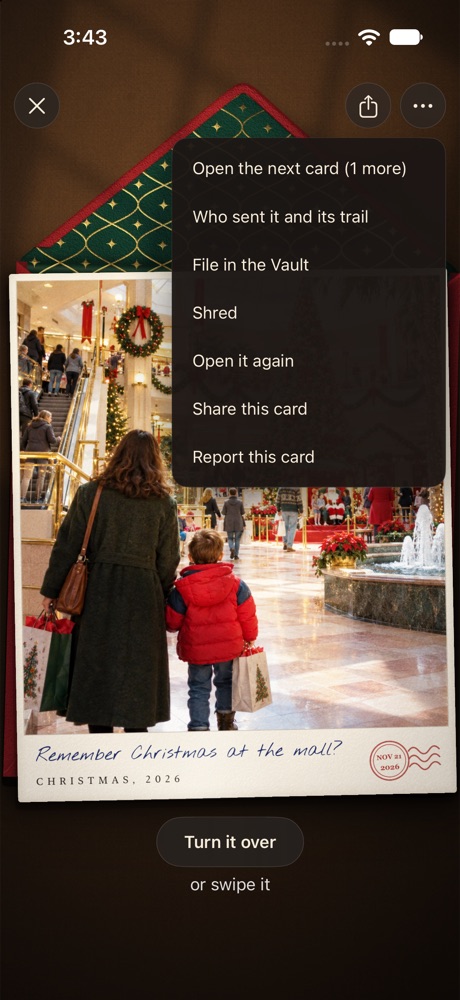 3:43
Open the next card (1 more)
Who sent it and its trail
File in the Vault
Shred
Open it again
Share this card
Report this card
Remember Christmas at the mall?
CHRISTMAS, 2026
NOV 21
2026
Turn it over
or swipe it